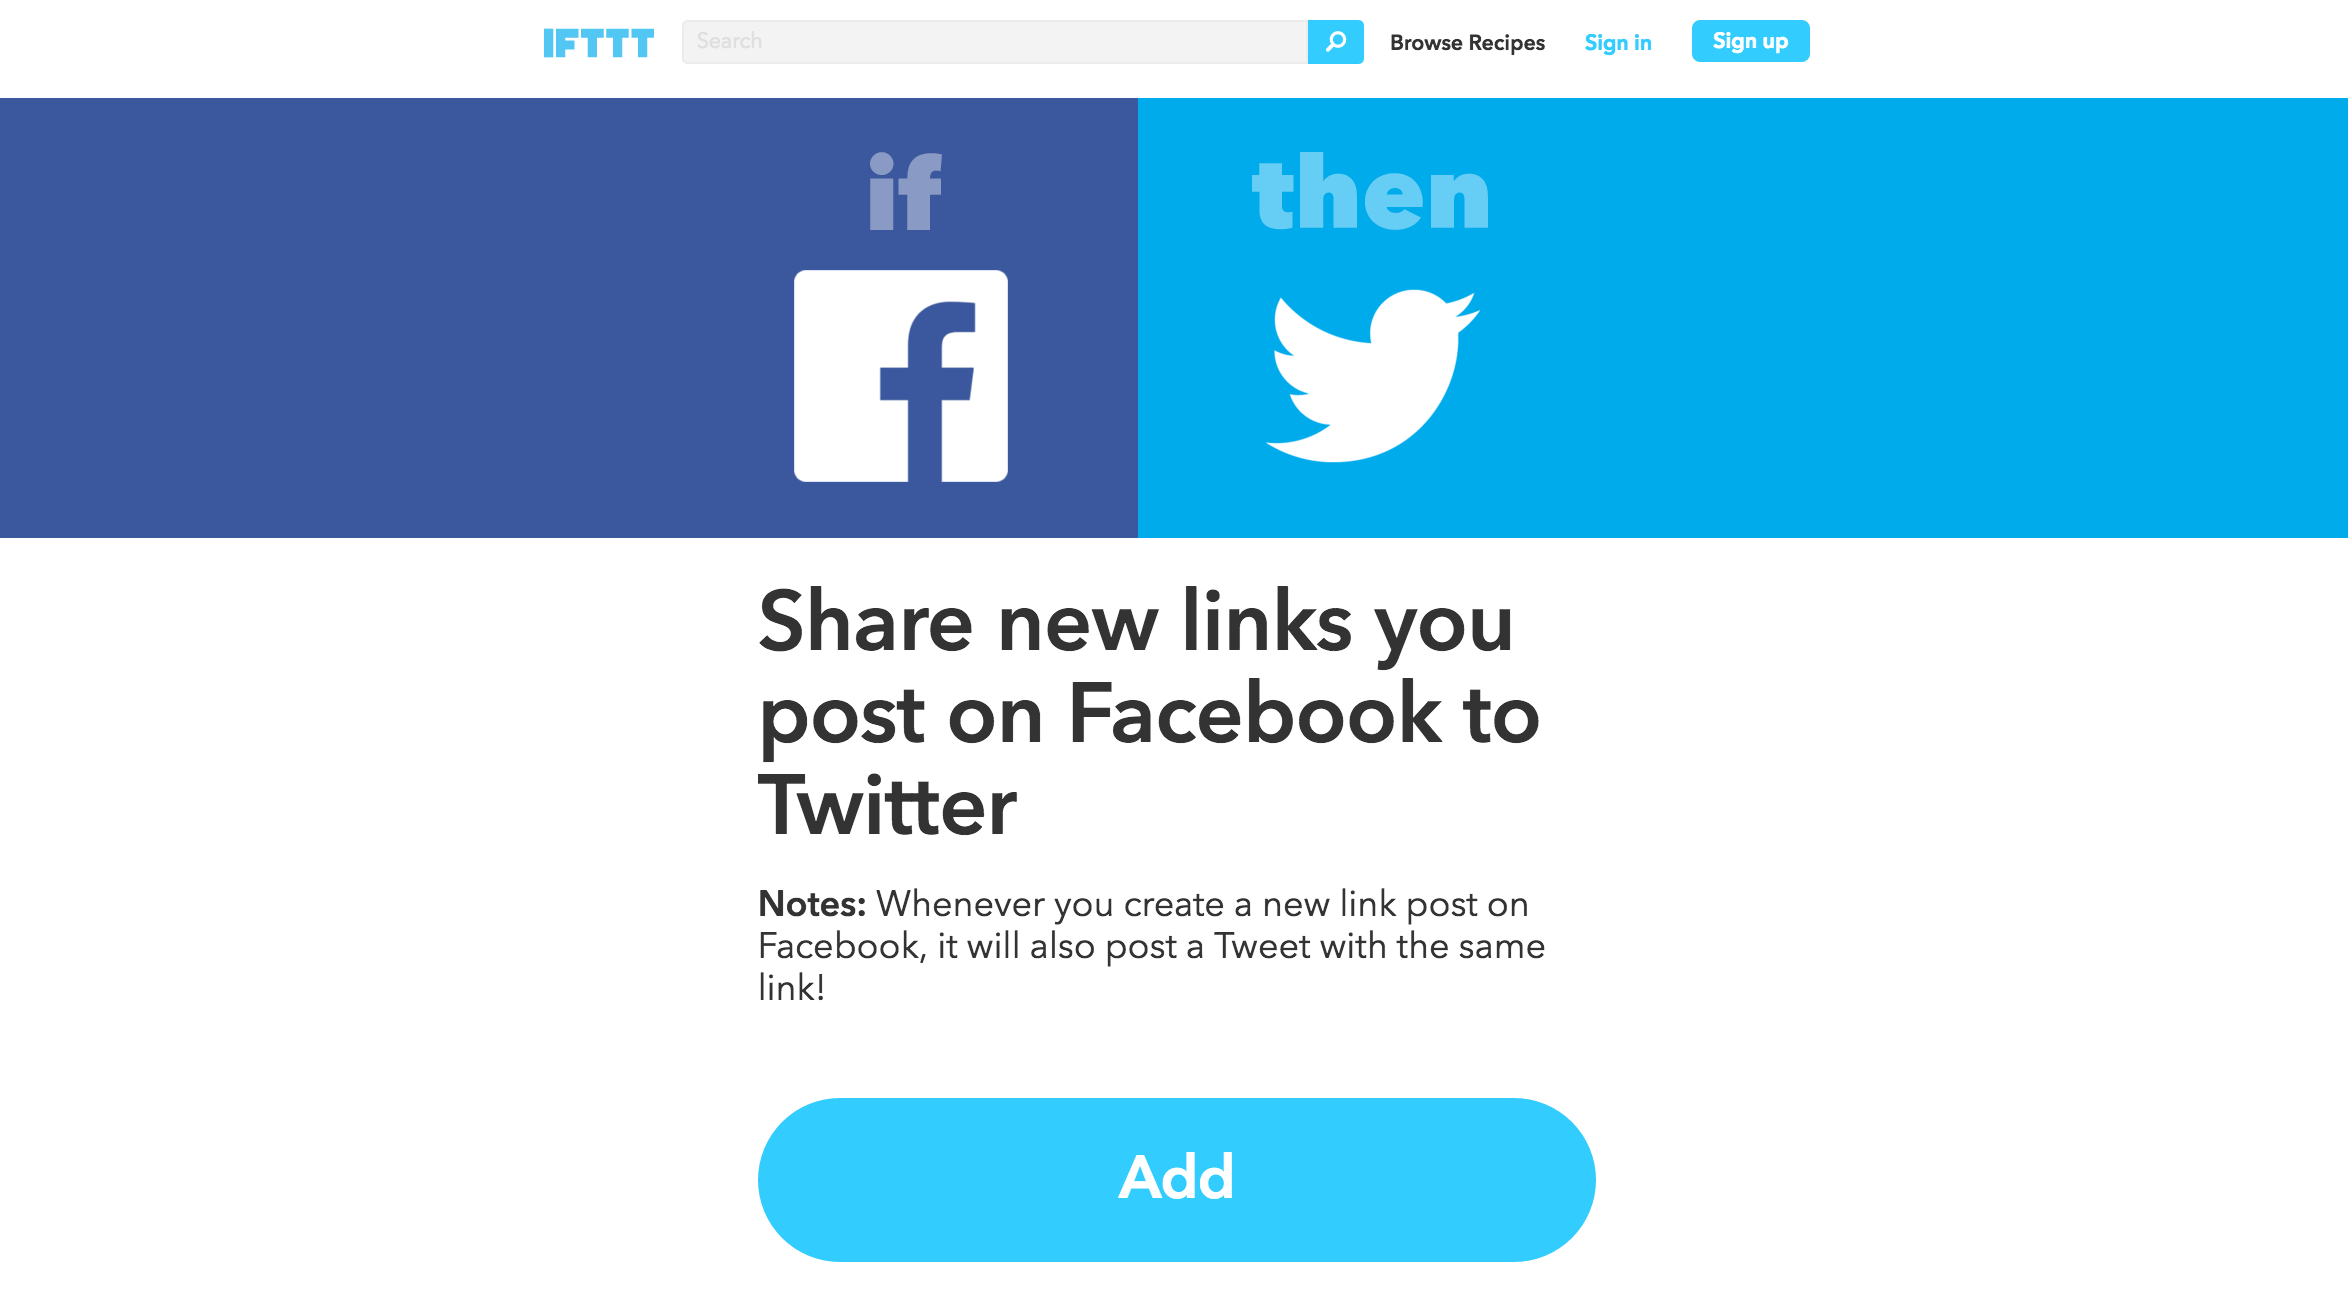 IFTTT Search Browse Recipes Sign in Sign up
if then
f
Share new links you
post on Facebook to
Twitter
Notes: Whenever you create a new link post on
Facebook, it will also post a Tweet with the same
link!
Add